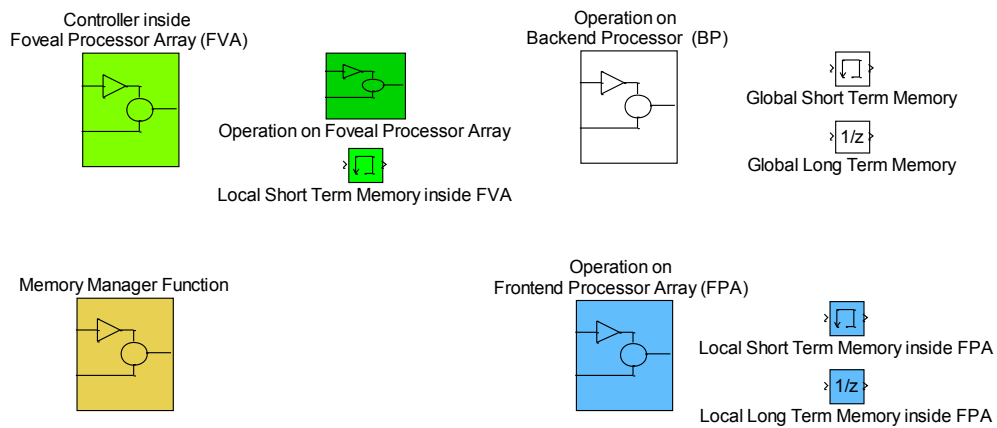 Controller inside
Foveal Processor Array (FVA)
Operation on Foveal Processor Array
Local Short Term Memory inside FVA
Operation on
Backend Processor (BP)
Global Short Term Memory
1/z
Global Long Term Memory
Memory Manager Function
Operation on
Frontend Processor Array (FPA)
Local Short Term Memory inside FPA
1/z
Local Long Term Memory inside FPA